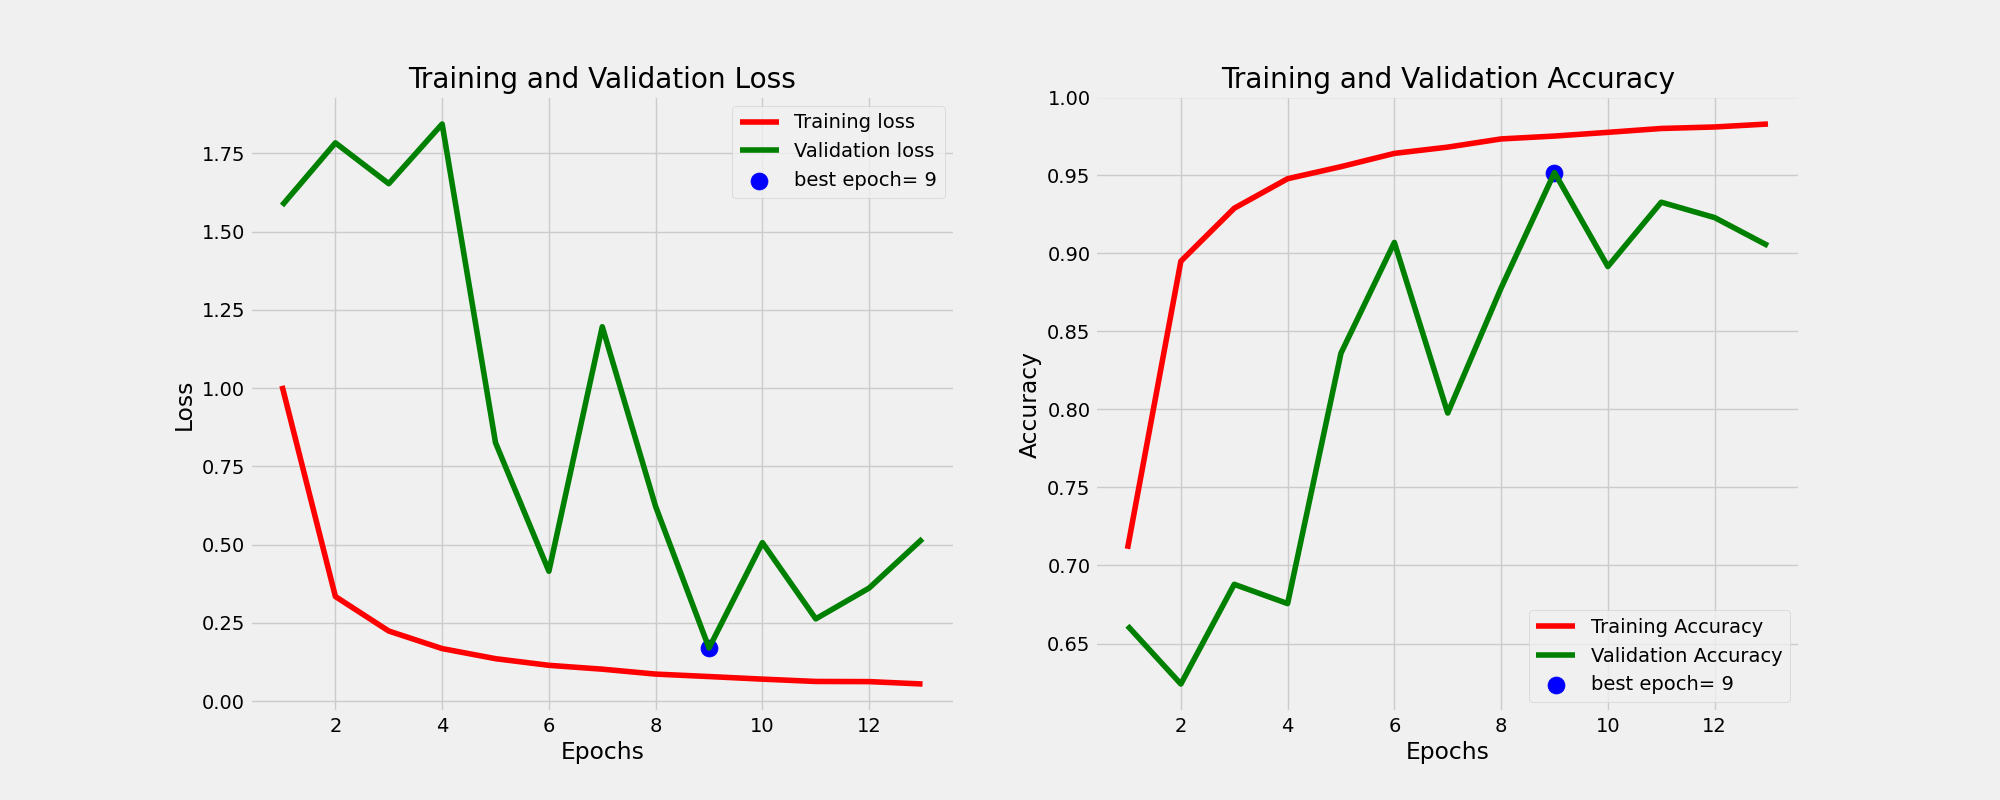 Training and Validation Loss
Training loss
Validation loss
best epoch= 9
1.75
1.50
1.25
1.00
0.75
0.50
0.25
0.00
Loss
2 4 6 8 10 12
Epochs
Training and Validation Accuracy
1.00
0.95
0.90
0.85
0.80
0.75
0.70
0.65
Accuracy
Training Accuracy
Validation Accuracy
best epoch= 9
2 4 6 8 10 12
Epochs